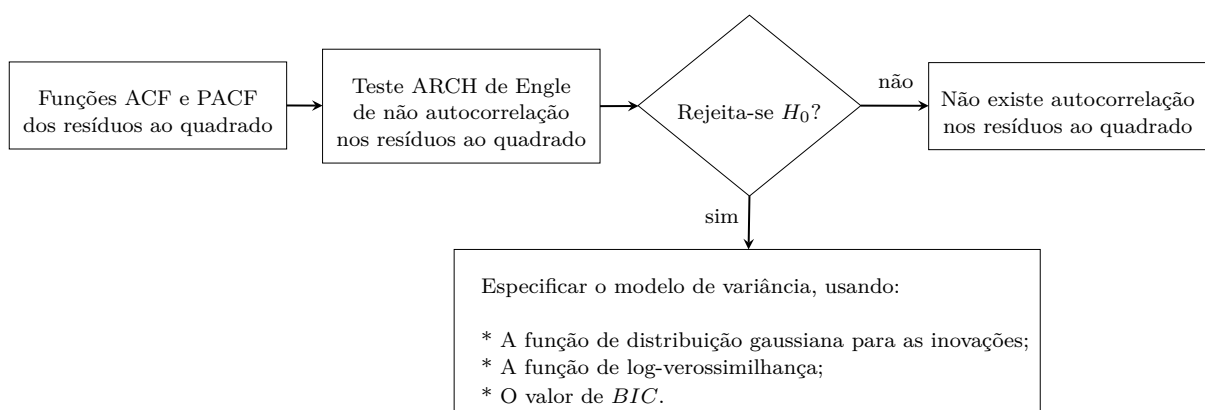 Funções ACF e PACF
dos resíduos ao quadrado
Teste ARCH de Engle
de não autocorrelação
nos resíduos ao quadrado
Rejeita-se $H_0$?
não
Não existe autocorrelação
nos resíduos ao quadrado
sim
Especificar o modelo de variância, usando:
* A função de distribuição gaussiana para as inovações;
* A função de log-verossimilhança;
* O valor de BIC.